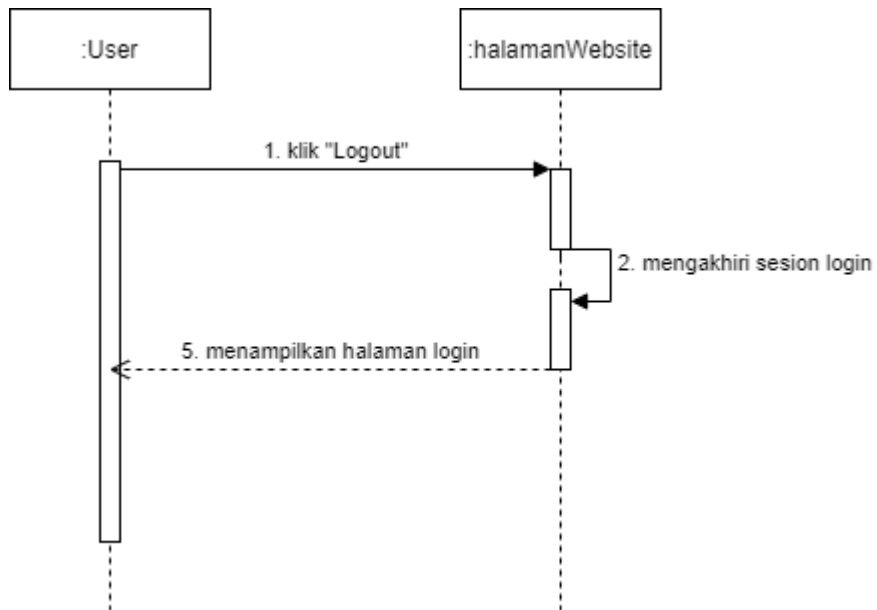 :User
:halamanWebsite
1. klik "Logout"
2. mengakhiri sesion login
5. menampilkan halaman login